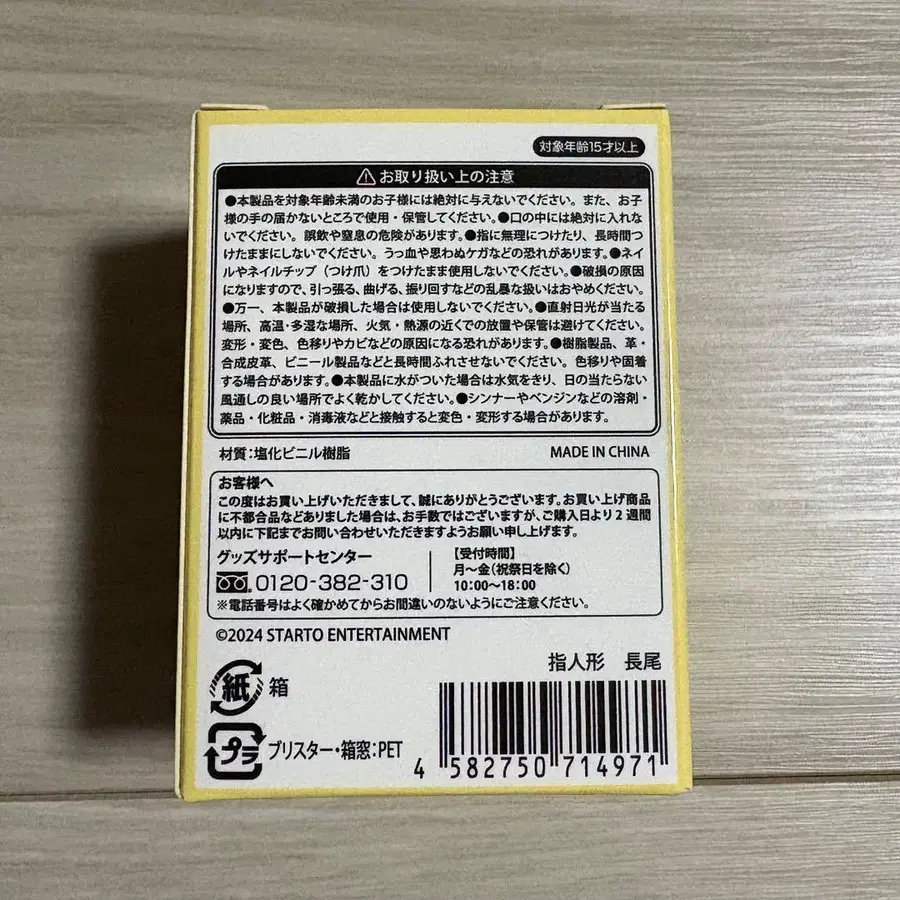 対象年齢15才以上
⚠お取り扱い上の注意
●本製品を対象年齢未満のお子様には絶対に与えないでください。また、お子
様の手の届かないところで使用・保管してください。●口の中には絶対に入れな
いでください。誤飲や窒息の危険があります。●指に無理につけたり、長時間つ
けたままにしないでください。うっ血や思わぬケガなどの恐れがあります。●ネイ
ルやネイルチップ（つけ爪）をつけたまま使用しないでください。●破損の原因
になりますので、引っ張る、曲げる、振り回すなどの乱暴な扱いはおやめください。
●万一、本製品が破損した場合は使用しないでください。●直射日光が当たる
場所、高温・多湿な場所、火気・熱源の近くでの放置や保管は避けてください。
変形・変色、色移りやカビなどの原因になる恐れがあります。●樹脂製品、革・
合成皮革、ビニール製品などと長時間ふれさせないでください。色移りや固着
する場合があります。●本製品に水がついた場合は水気をきり、日の当たらない
風通しの良い場所でよく乾かしてください。●シンナーやベンジンなどの溶剤・
薬品・化粧品・消毒液などと接触すると変色・変形する場合があります。
材質：塩化ビニル樹脂 MADE IN CHINA
お客様へ
この度はお買い上げいただきまして、誠にありがとうございます。お買い上げ商品
に不都合品などありました場合は、お手数ではございますが、ご購入日より2週間
以内に下記までお問い合わせいただきますようお願い申し上げます。
グッズサポートセンター
0120-382-310
【受付時間】
月〜金(祝祭日を除く)
10:00〜18:00
※電話番号はよく確かめてからお間違いのないようにご注意ください。
©2024 STARTO ENTERTAINMENT
指人形 長尾
紙 箱
プラ ブリスター・箱窓：PET
4 582750 714971